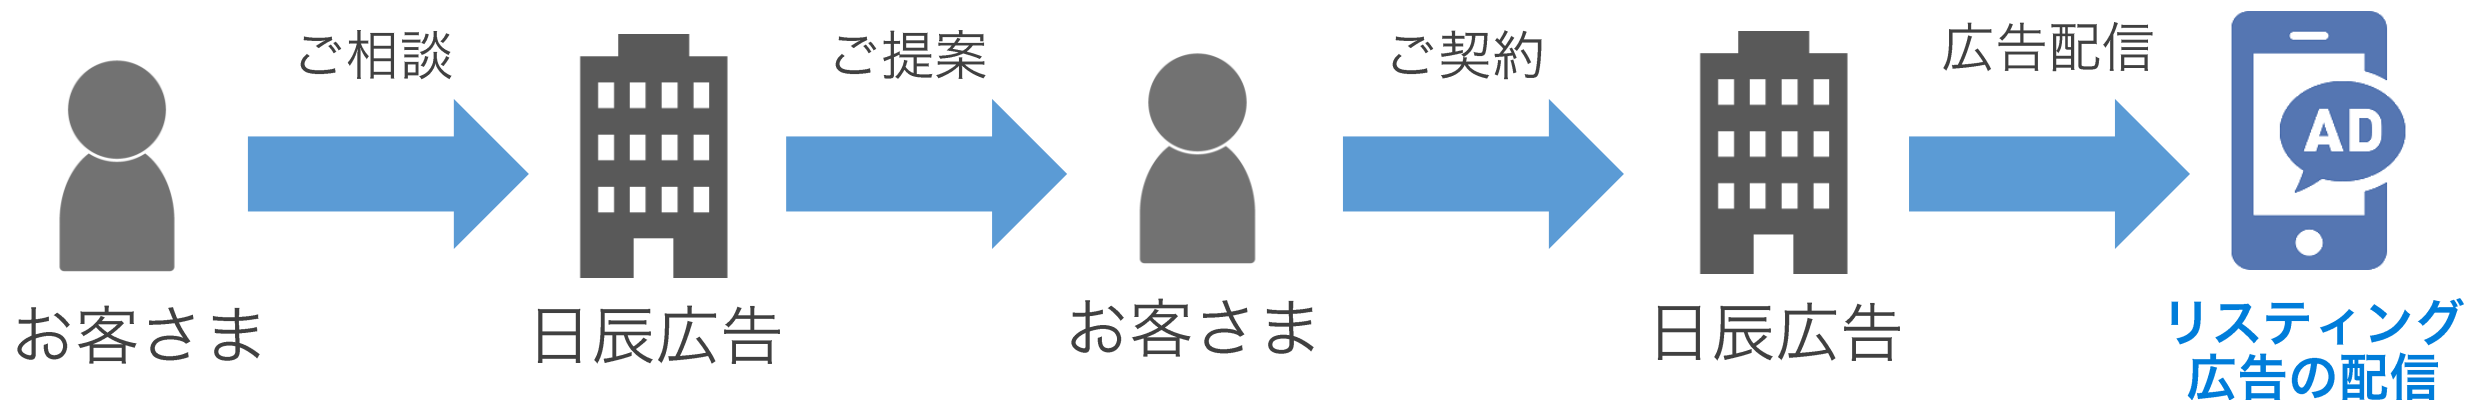 ご相談
ご提案
ご契約
広告配信
AD
お客さま
日辰広告
お客さま
日辰広告
リスティング
広告の配信